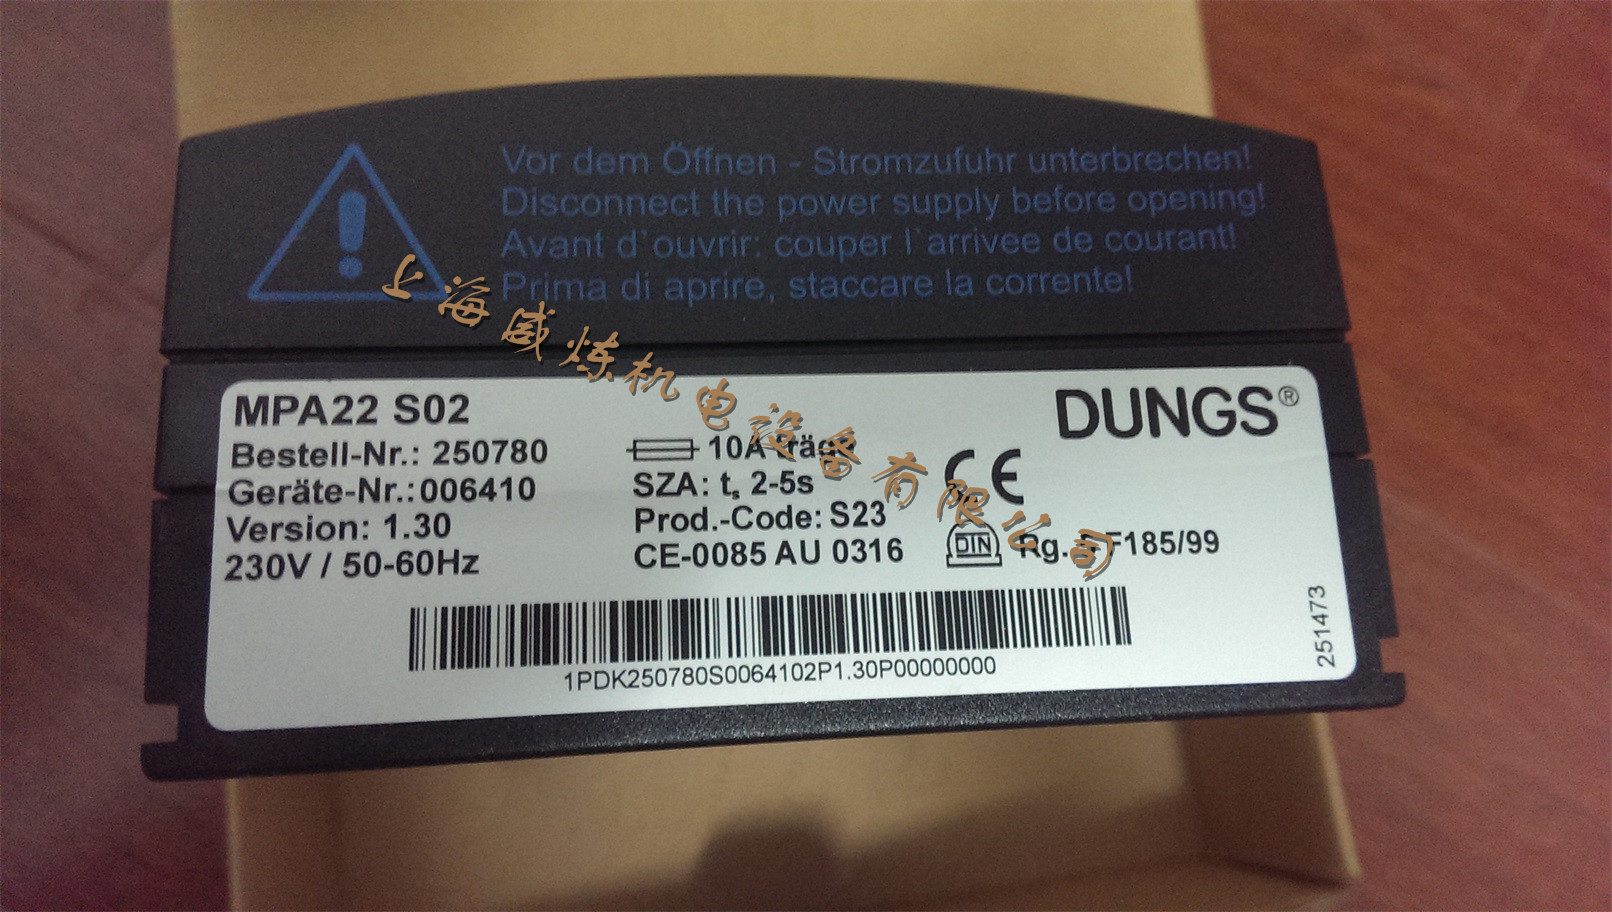 Vor dem Öffnen - Stromzufuhr unterbrechen!
Disconnect the power supply before opening!
Avant d`ouvrir: couper l`arrivee de courant!
Prima di aprire, staccare la corrente!
上海威炼机电设备有限公司
MPA22 S02
DUNGS®
Bestell-Nr.: 250780
Geräte-Nr.:006410
Version: 1.30
230V / 50-60Hz
10A träge
SZA: ts 2-5s
Prod.-Code: S23
CE-0085 AU 0316
CE
DIN Rg. F185/99
1PDK250780S0064102P1.30P00000000
251473